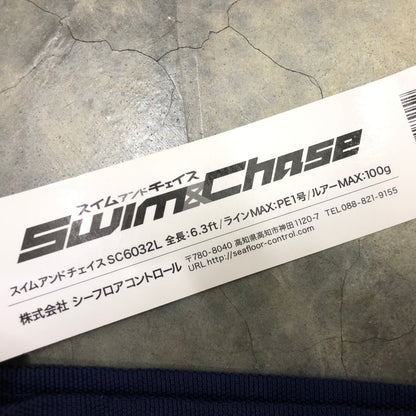 スイムアンドチェイス
Swim&Chase
スイムアンドチェイス SC6032L 全長:6.3ft/ラインMAX:PE1号/ルアーMAX:100g
株式会社 シーフロアコントロール 〒780-8040 高知県高知市神田1120-7 TEL 088-821-9155
URL http://seafloor-control.com